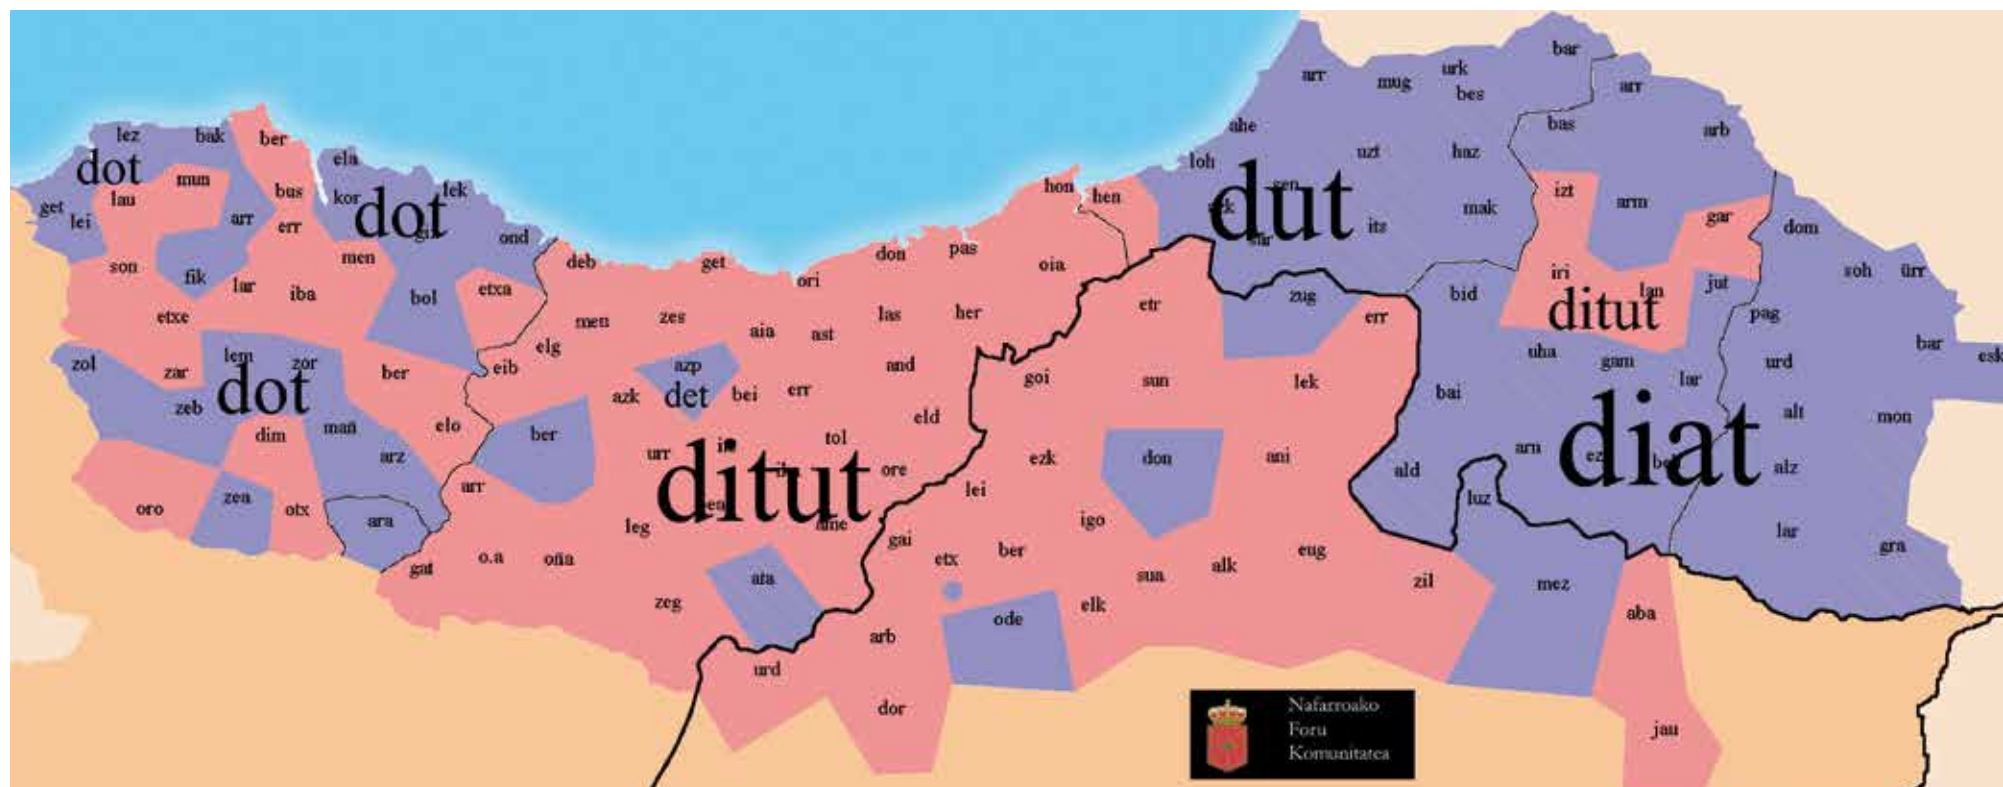 bar
arr
mug
urk
bes
arr
lez
bak
ber
ahe
bas
arb
dot
mun
ela
loh
uzt
haz
get
lau
bus
kor
lek
hon
hen
dut
izt
lei
arr
err
dot
ond
its
mak
arm
gar
dom
son
fik
lar
men
deb
get
ori
don
pas
oia
soh
ürr
etxe
iba
bol
etxa
iri
lan
jut
bid
zug
etr
ditut
pag
men
zes
aia
ast
las
her
err
zol
zar
lem
zor
ber
elg
eib
azp
and
goi
sun
lek
uha
gam
lar
urd
bar
esk
zeb
dot
azk
det
bei
err
bai
alt
mon
dim
mañ
elo
ber
eld
diat
arz
urr
tol
ezk
don
ani
arn
alz
arr
ditut
ore
lei
ald
luz
oro
zea
otx
ara
leg
igo
lar
gat
o.a
oña
gai
etx
ber
eug
gra
zeg
ata
sua
alk
zil
mez
elk
ode
arb
aba
urd
dor
jau
Nafarroako
Foru
Komunitatea